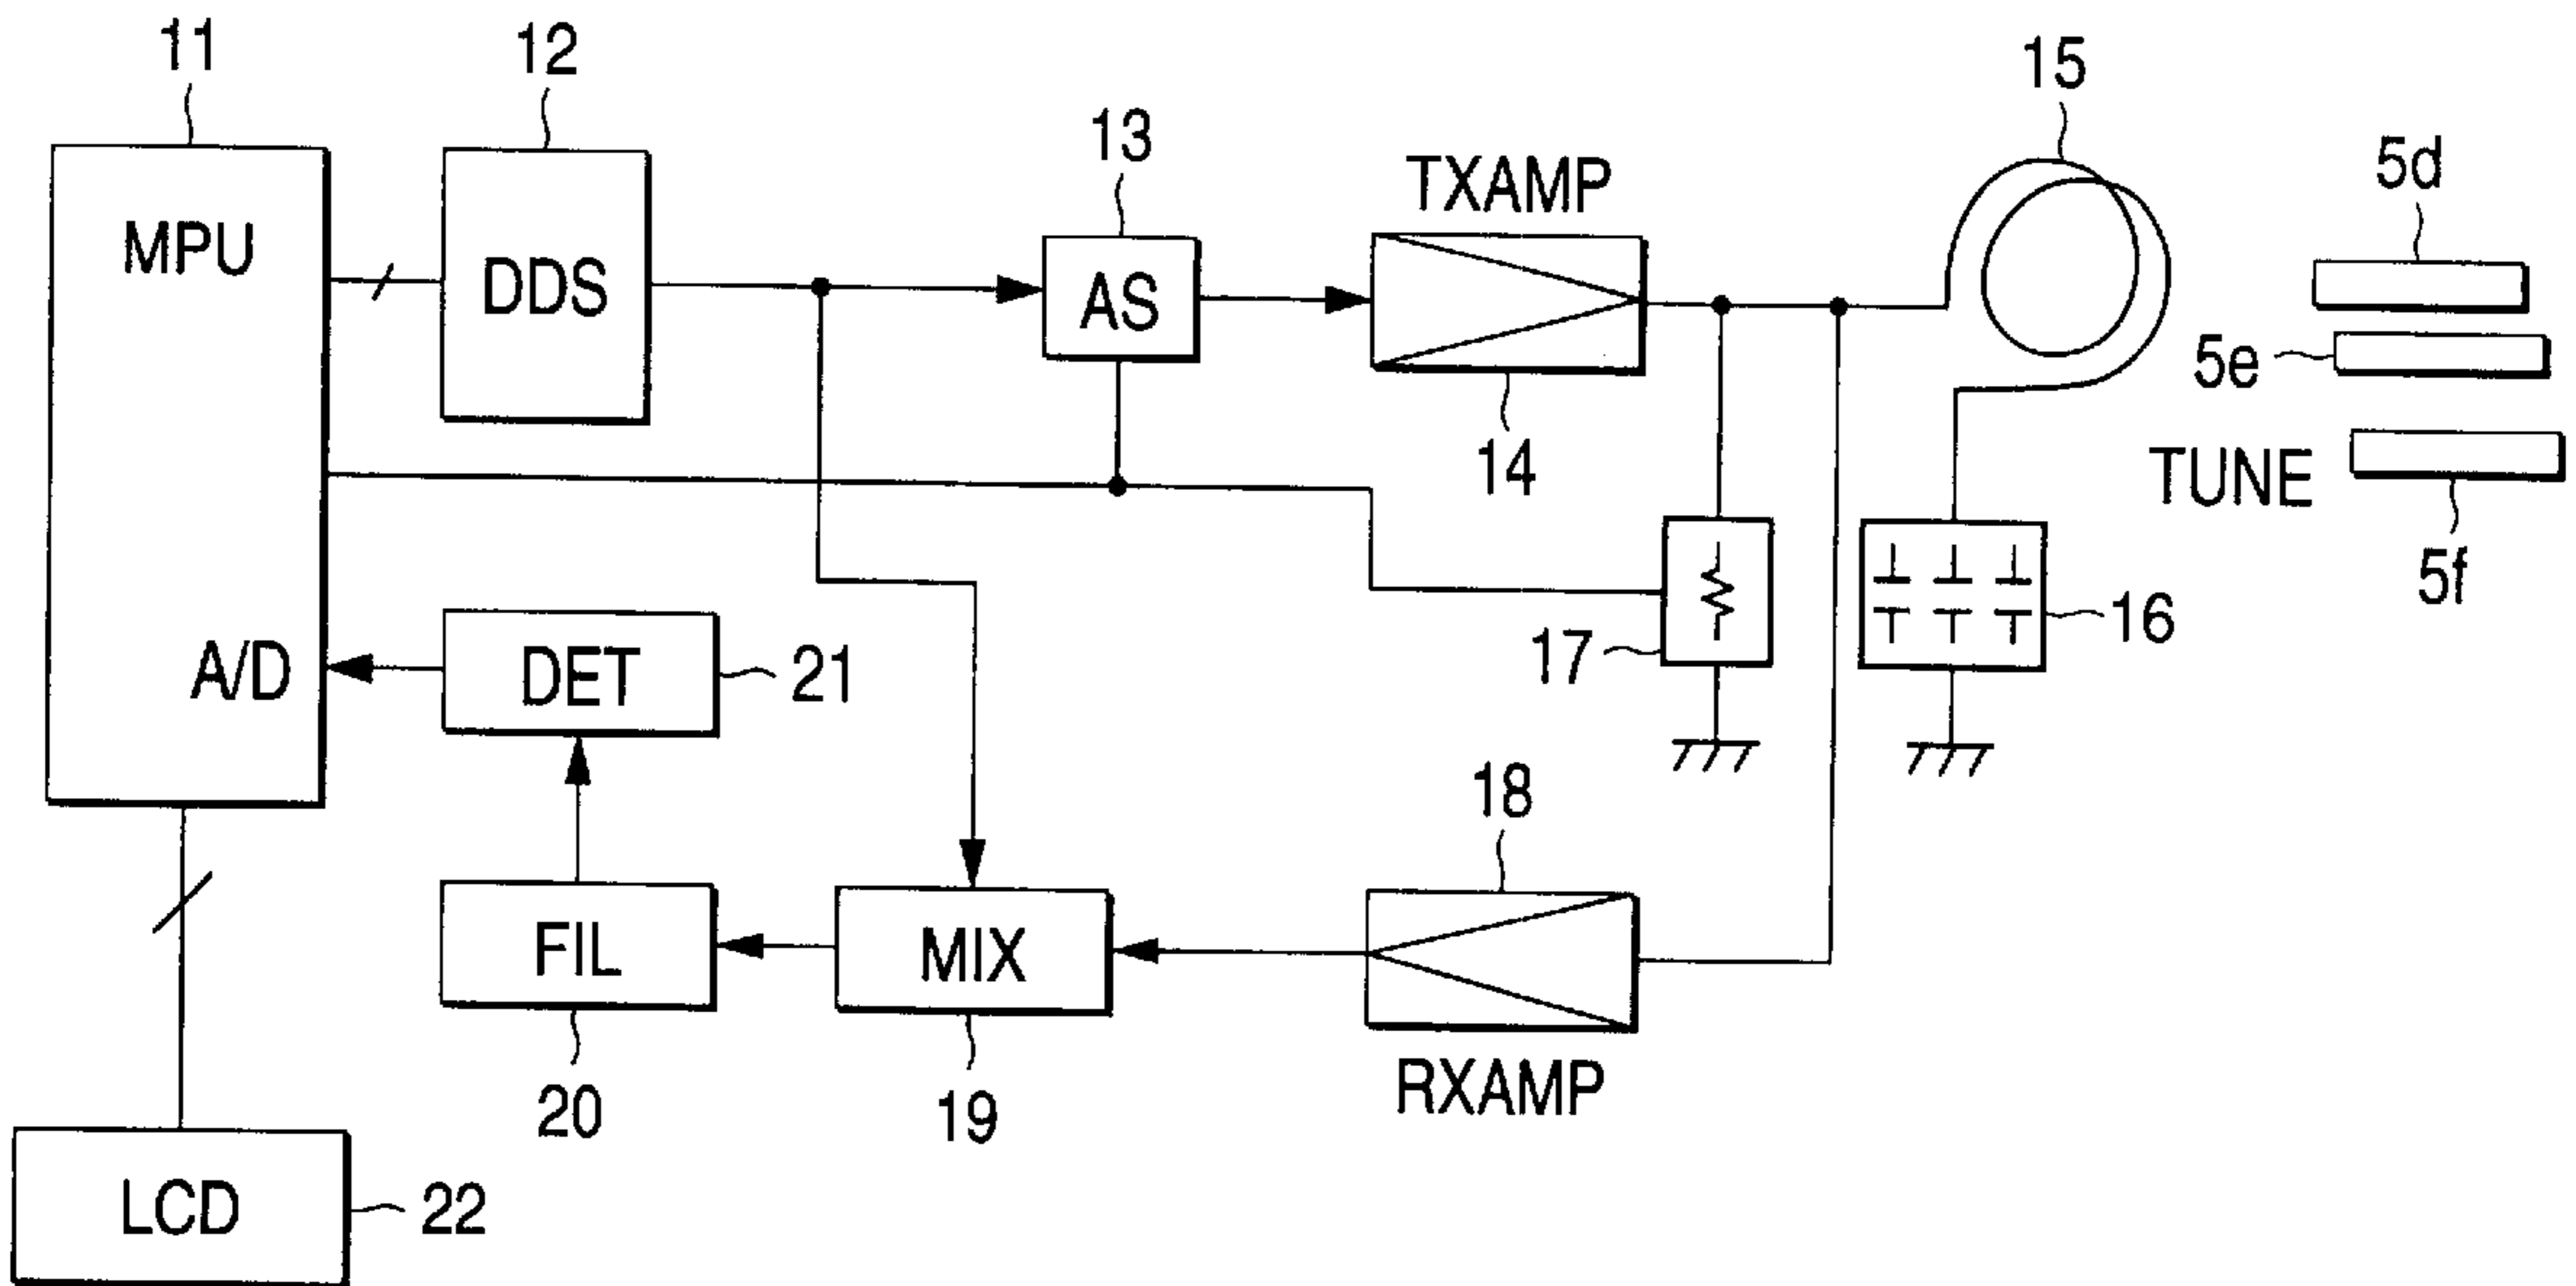 11
12
13
15
TXAMP
5d
MPU
DDS
AS
5e
14
TUNE
5f
16
17
A/D
DET
21
18
FIL
MIX
RXAMP
20
19
LCD
22